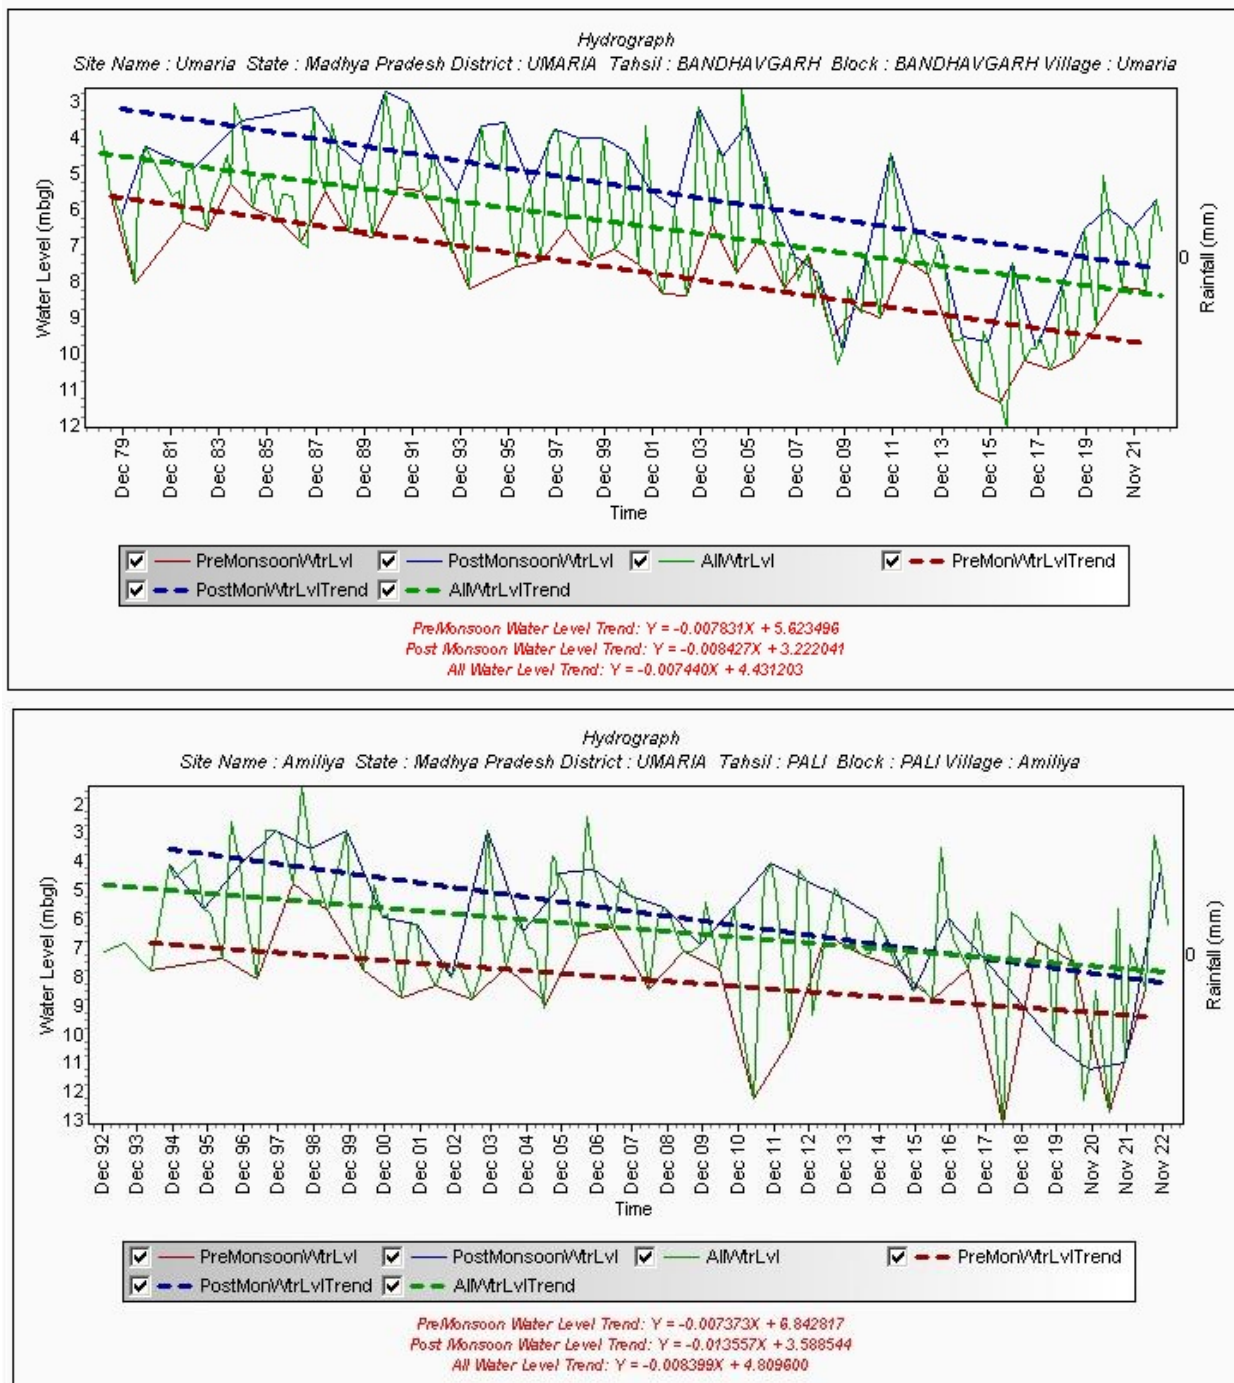 Hydrograph
Site Name : Umaria State : Madhya Pradesh District : UMARIA Tahsil : BANDHAVGARH Block : BANDHAVGARH Village : Umaria
Water Level (mbgl)
3
4
5
6
7
8
9
10
11
12
0
Rainfall (mm)
Dec 79
Dec 81
Dec 83
Dec 85
Dec 87
Dec 89
Dec 91
Dec 93
Dec 95
Dec 97
Dec 99
Dec 01
Dec 03
Dec 05
Dec 07
Dec 09
Dec 11
Dec 13
Dec 15
Dec 17
Dec 19
Nov 21
Time
PreMonsoonWtrLvl PostMonsoonWtrLvl AllWtrLvl PreMonWtrLvlTrend
PostMonWtrLvlTrend AllWtrLvlTrend
PreMonsoon Water Level Trend: Y = -0.007831X + 5.623496
Post Monsoon Water Level Trend: Y = -0.008427X + 3.222041
All Water Level Trend: Y = -0.007440X + 4.431203
Hydrograph
Site Name : Amiliya State : Madhya Pradesh District : UMARIA Tahsil : PALI Block : PALI Village : Amiliya
Water Level (mbgl)
2
3
4
5
6
7
8
9
10
11
12
13
0
Rainfall (mm)
Dec 92
Dec 93
Dec 94
Dec 95
Dec 96
Dec 97
Dec 98
Dec 99
Dec 00
Dec 01
Dec 02
Dec 03
Dec 04
Dec 05
Dec 06
Dec 07
Dec 08
Dec 09
Dec 10
Dec 11
Dec 12
Dec 13
Dec 14
Dec 15
Dec 16
Dec 17
Dec 18
Dec 19
Nov 20
Nov 21
Nov 22
Time
PreMonsoonWtrLvl PostMonsoonWtrLvl AllWtrLvl PreMonWtrLvlTrend
PostMonWtrLvlTrend AllWtrLvlTrend
PreMonsoon Water Level Trend: Y = -0.007373X + 6.842817
Post Monsoon Water Level Trend: Y = -0.013557X + 3.588544
All Water Level Trend: Y = -0.008399X + 4.809600